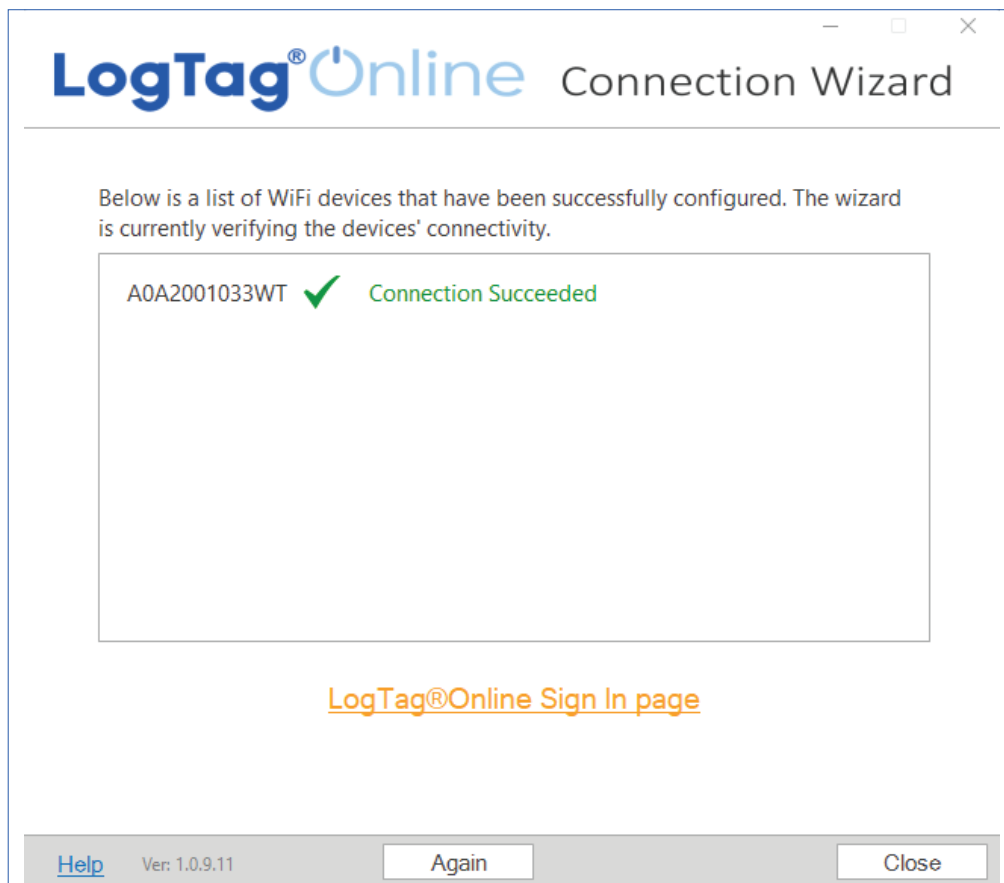 LogTag®Online Connection Wizard
Below is a list of WiFi devices that have been successfully configured. The wizard
is currently verifying the devices' connectivity.
A0A2001033WT Connection Succeeded
LogTag®Online Sign In page
Help Ver: 1.0.9.11 Again Close